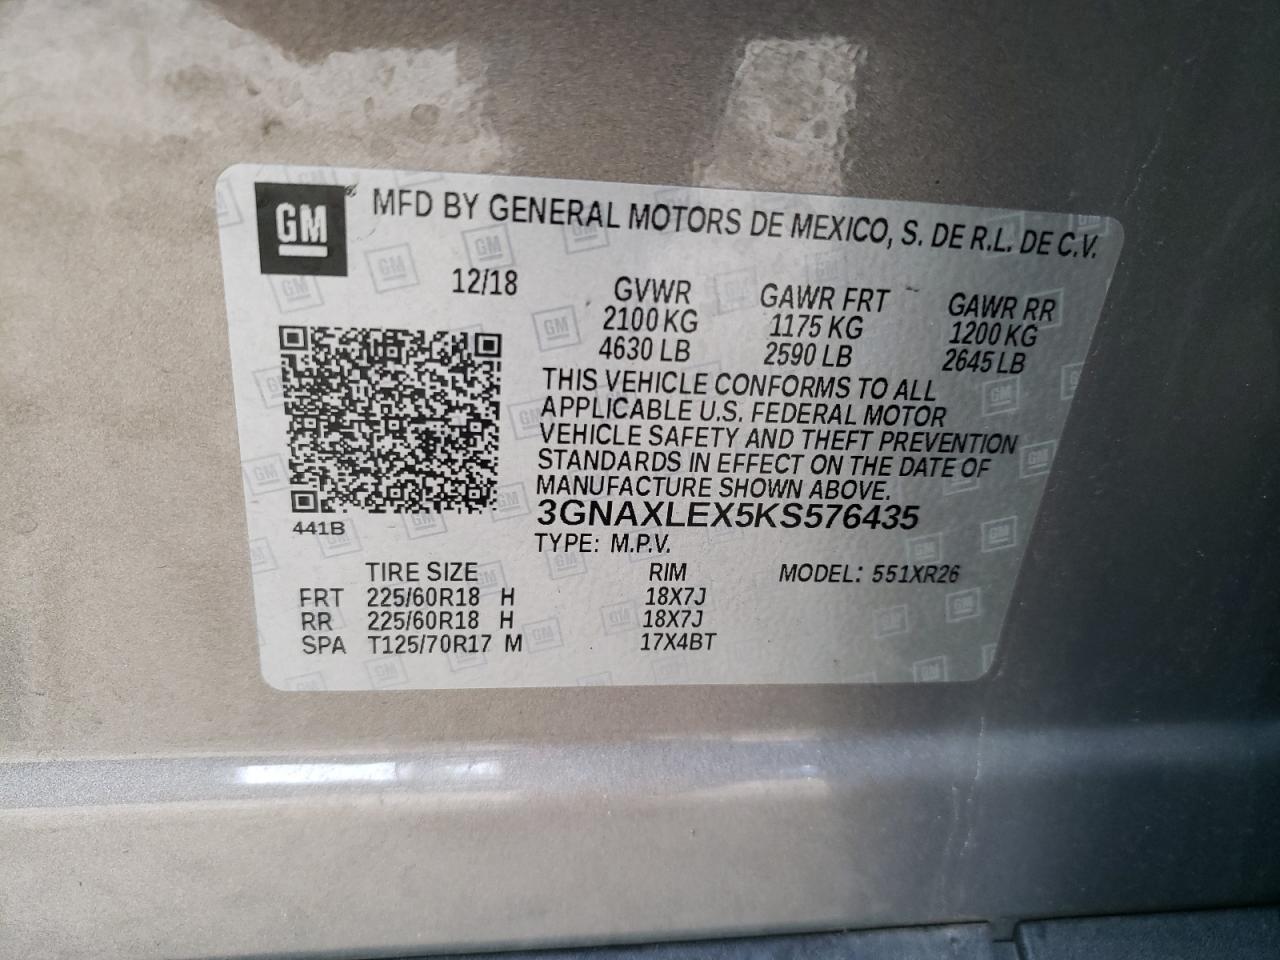 GM MFD BY GENERAL MOTORS DE MEXICO, S. DE R.L. DE C.V.
12/18 GVWR GAWR FRT GAWR RR
2100 KG 1175 KG 1200 KG
4630 LB 2590 LB 2645 LB
THIS VEHICLE CONFORMS TO ALL
APPLICABLE U.S. FEDERAL MOTOR
VEHICLE SAFETY AND THEFT PREVENTION
STANDARDS IN EFFECT ON THE DATE OF
MANUFACTURE SHOWN ABOVE.
441B
3GNAXLEX5KS576435
TYPE: M.P.V.
TIRE SIZE RIM MODEL: 551XR26
FRT 225/60R18 H 18X7J
RR 225/60R18 H 18X7J
SPA T125/70R17 M 17X4BT